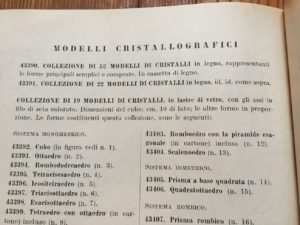 MODELLI CRISTALLOGRAFICI
43390. COLLEZIONE DI 52 MODELLI DI CRISTALLI in legno, rappresentanti
le forme principali semplici e composte. In cassetta di legno.
43391. COLLEZIONE DI 22 MODELLI DI CRISTALLI in legno, id. id. come sopra.
COLLEZIONE DI 19 MODELLI DI CRISTALLI, in lastre di vetro, con gli assi in
filo di seta colorato. Dimensioni del cubo: cm. 10 di lato; le altre forme in propor-
zione. Le forme costituenti questa collezione, sono le seguenti:
SISTEMA MONOMETRICO.
43392. Cubo (in figura vedi n. 1).
43393. Ottaedro (n. 2).
43394. Rombododecaedro (n. 3).
43395. Tetracisesaedro (n. 4).
43396. Icositetraedro (n. 5).
43397. Triacisottaedro (n. 6).
43398. Esacisottaedro (n. 7).
43399. Tetraedro con ottaedro (in car-
tone) incluso (n. 8).
43403. Romboedro con la piramide esa-
gonale (in cartone) inclusa (n. 12).
43404. Scalenoedro (n. 13).
SISTEMA DIMETRICO.
43405. Prisma a base quadrata (n. 14).
43406. Quadratottaedro (n. 15).
SISTEMA ROMBICO.
43407. Prisma rombico (n. 16).